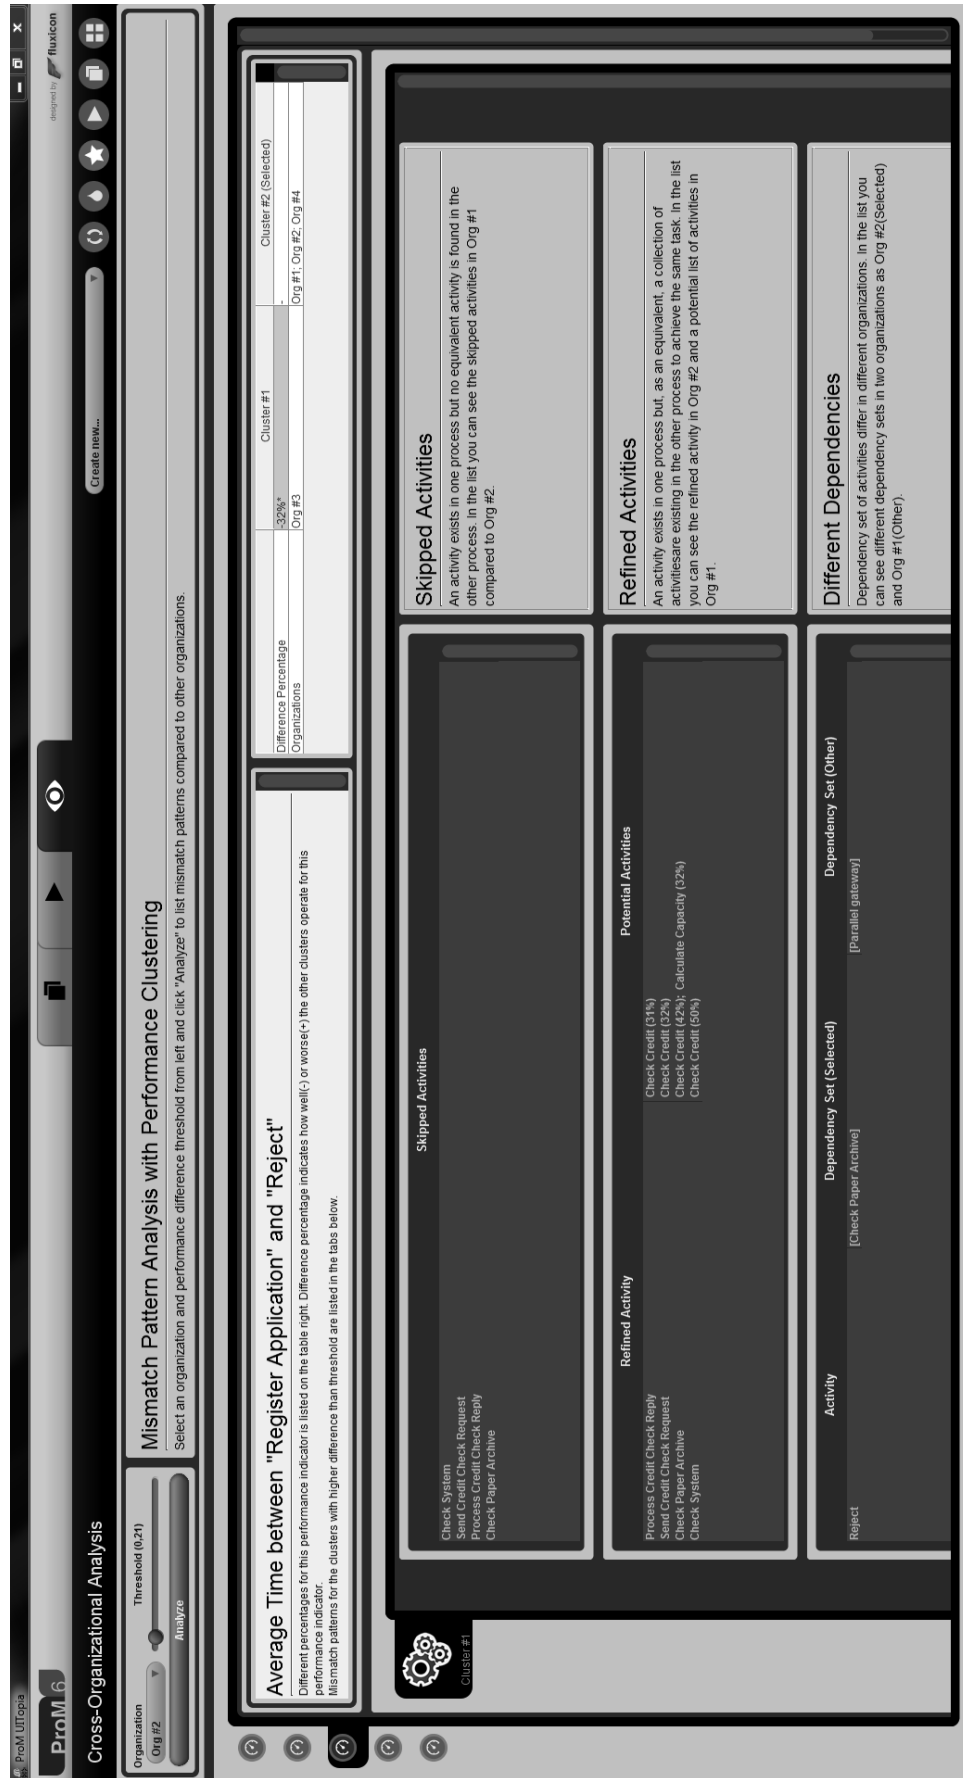 ProM UITopia
ProM 6
designed by fluxicon
Cross-Organizational Analysis
Create new...
Organization
Threshold (0,21)
Org #2
Analyze
Mismatch Pattern Analysis with Performance Clustering
Select an organization and performance difference threshold from left and click "Analyze" to list mismatch patterns compared to other organizations.
Average Time between "Register Application" and "Reject"
Different percentages for this performance indicator is listed on the table right. Difference percentage indicates how well(-) or worse(+) the other clusters operate for this
performance indicator.
Mismatch patterns for the clusters with higher difference than threshold are listed in the tabs below.
Cluster #1 Cluster #2 (Selected)
Difference Percentage -32%* -
Organizations Org #3 Org #1; Org #2; Org #4
Cluster #1
Skipped Activities
Check System
Send Credit Check Request
Process Credit Check Reply
Check Paper Archive
Skipped Activities
An activity exists in one process but no equivalent activity is found in the
other process. In the list you can see the skipped activities in Org #1
compared to Org #2.
Refined Activity Potential Activities
Process Credit Check Reply Check Credit (31%)
Send Credit Check Request Check Credit (32%)
Check Paper Archive Check Credit (42%); Calculate Capacity (32%)
Check System Check Credit (50%)
Refined Activities
An activity exists in one process but, as an equivalent, a collection of
activitiesare existing in the other process to achieve the same task. In the list
you can see the refined activity in Org #2 and a potential list of activities in
Org #1.
Activity Dependency Set (Selected) Dependency Set (Other)
Reject [Check Paper Archive] [Parallel gateway]
Different Dependencies
Dependency set of activities differ in different organizations. In the list you
can see different dependency sets in two organizations as Org #2(Selected)
and Org #1(Other).